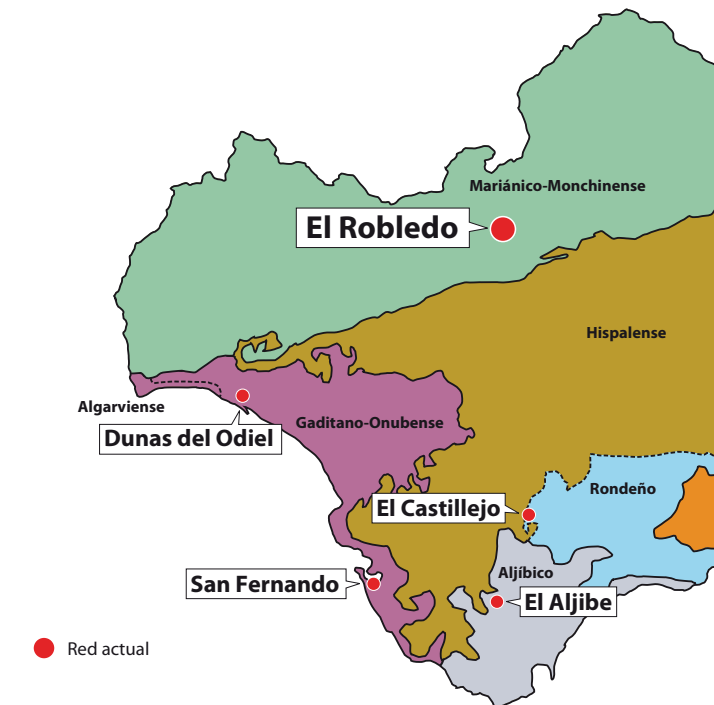 Mariánico-Monchinense
El Robledo
Hispalense
Algarviense
Gaditano-Onubense
Dunas del Odiel
Rondeño
El Castillejo
Aljíbico
San Fernando
El Aljibe
Red actual